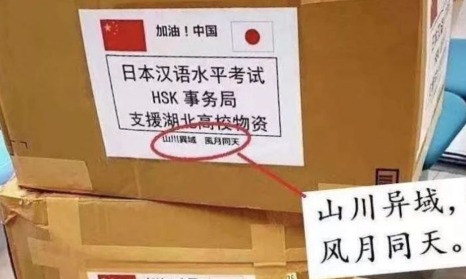 加油！中国
日本汉语水平考试
HSK 事务局
支援湖北高校物资
山川異域 風月同天
山川异域，
风月同天。